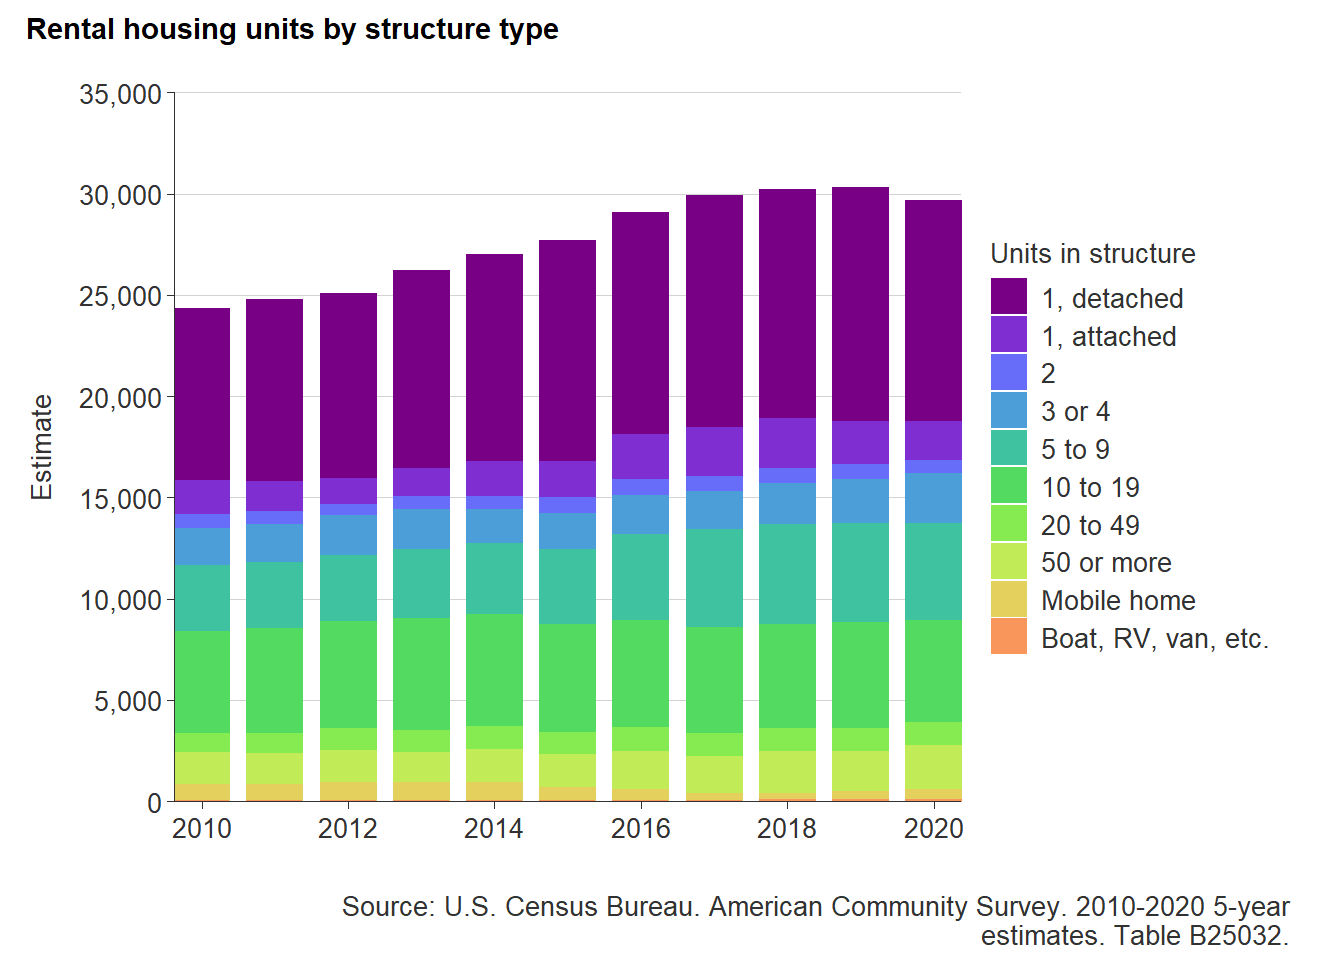 Rental housing units by structure type
35,000
30,000
25,000
20,000
15,000
10,000
5,000
0
Estimate
2010 2012 2014 2016 2018 2020
Units in structure
1, detached
1, attached
2
3 or 4
5 to 9
10 to 19
20 to 49
50 or more
Mobile home
Boat, RV, van, etc.
Source: U.S. Census Bureau. American Community Survey. 2010-2020 5-year
estimates. Table B25032.